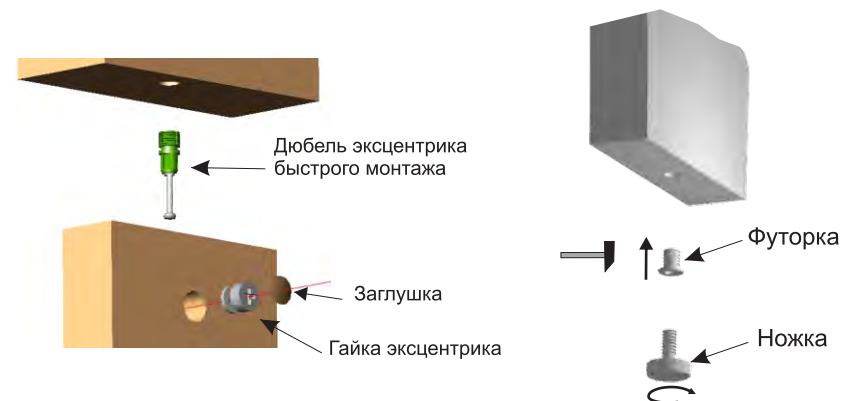 Дюбель эксцентрика
быстрого монтажа
Заглушка
Гайка эксцентрика
Футорка
Ножка